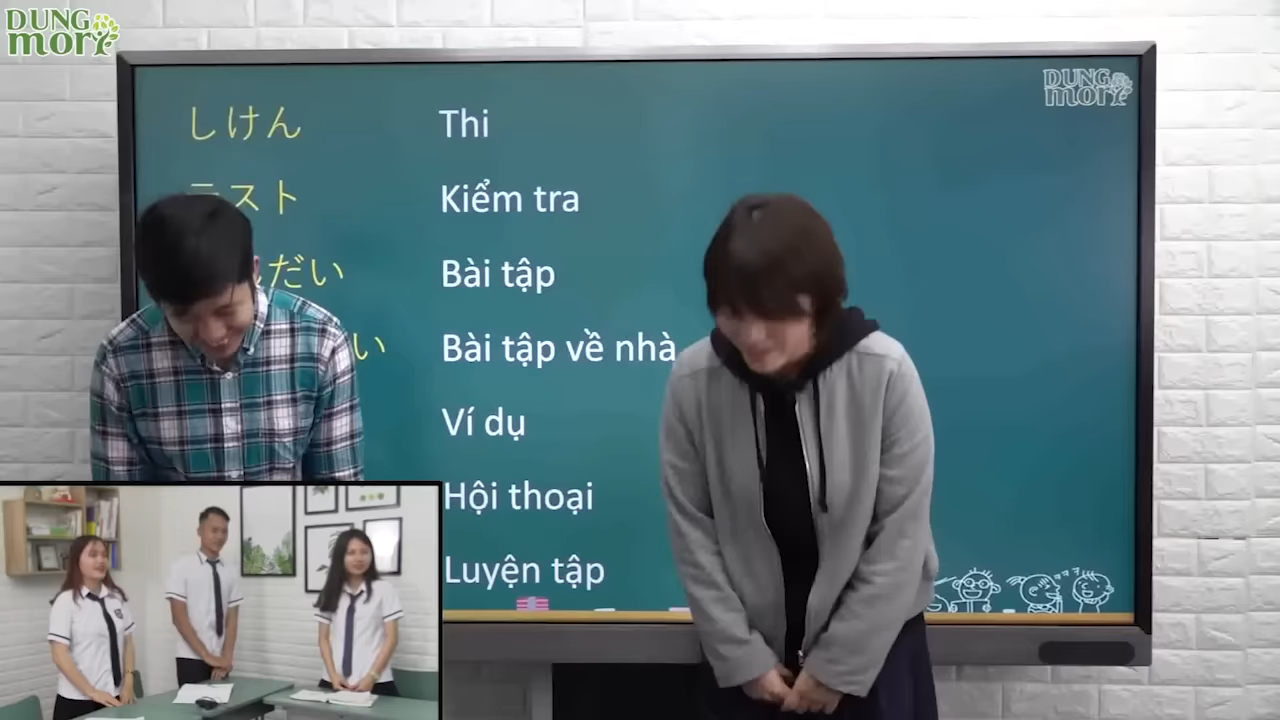 DUNG
mori
DUNG
mori
しけん Thi
スト Kiểm tra
だい Bài tập
い Bài tập về nhà
Ví dụ
Hội thoại
Luyện tập